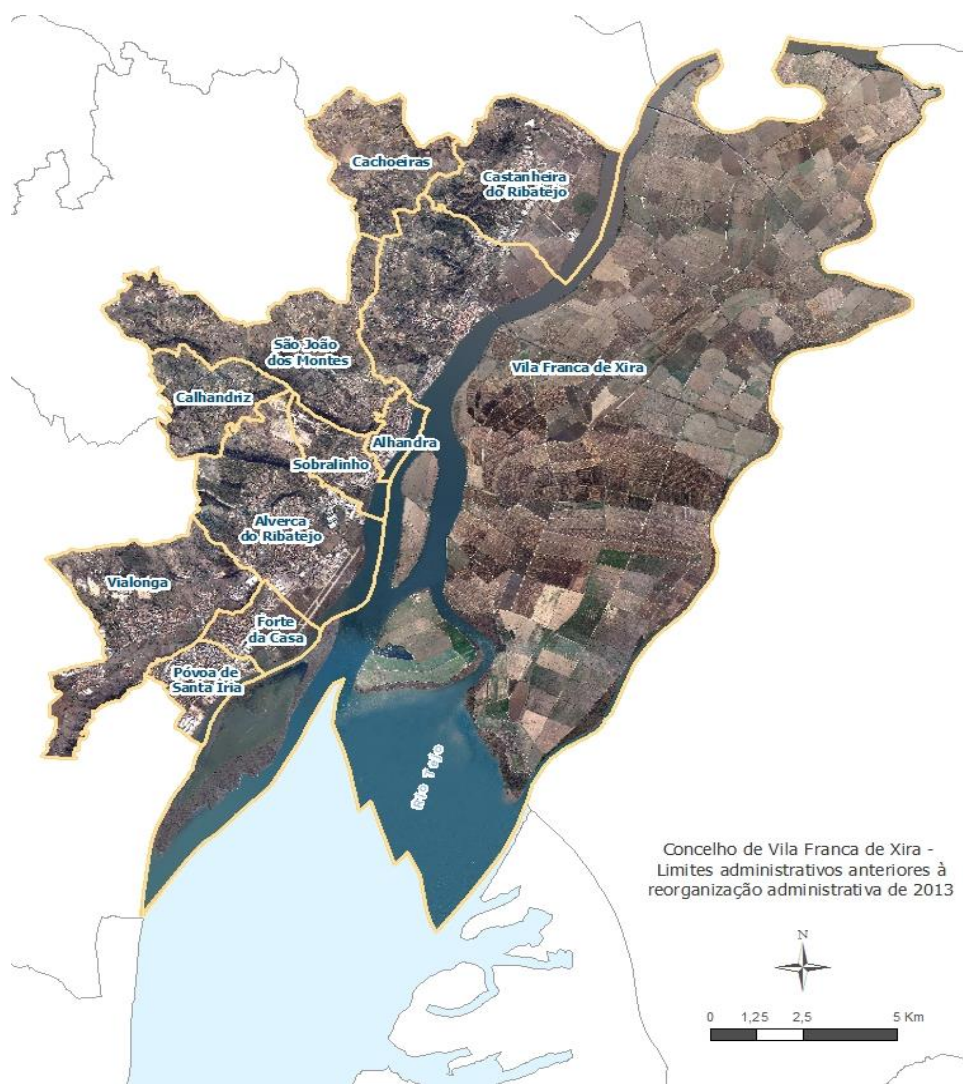 Cachoeiras
Castanheira
do Ribatejo
São João
dos Montes
Vila Franca de Xira
Calhandriz
Alhandra
Sobralinho
Alverca
do Ribatejo
Vialonga
Forte
da Casa
Póvoa de
Santa Iria
Rio Tejo
Concelho de Vila Franca de Xira -
Limites administrativos anteriores à
reorganização administrativa de 2013
N
0 1,25 2,5 5 Km